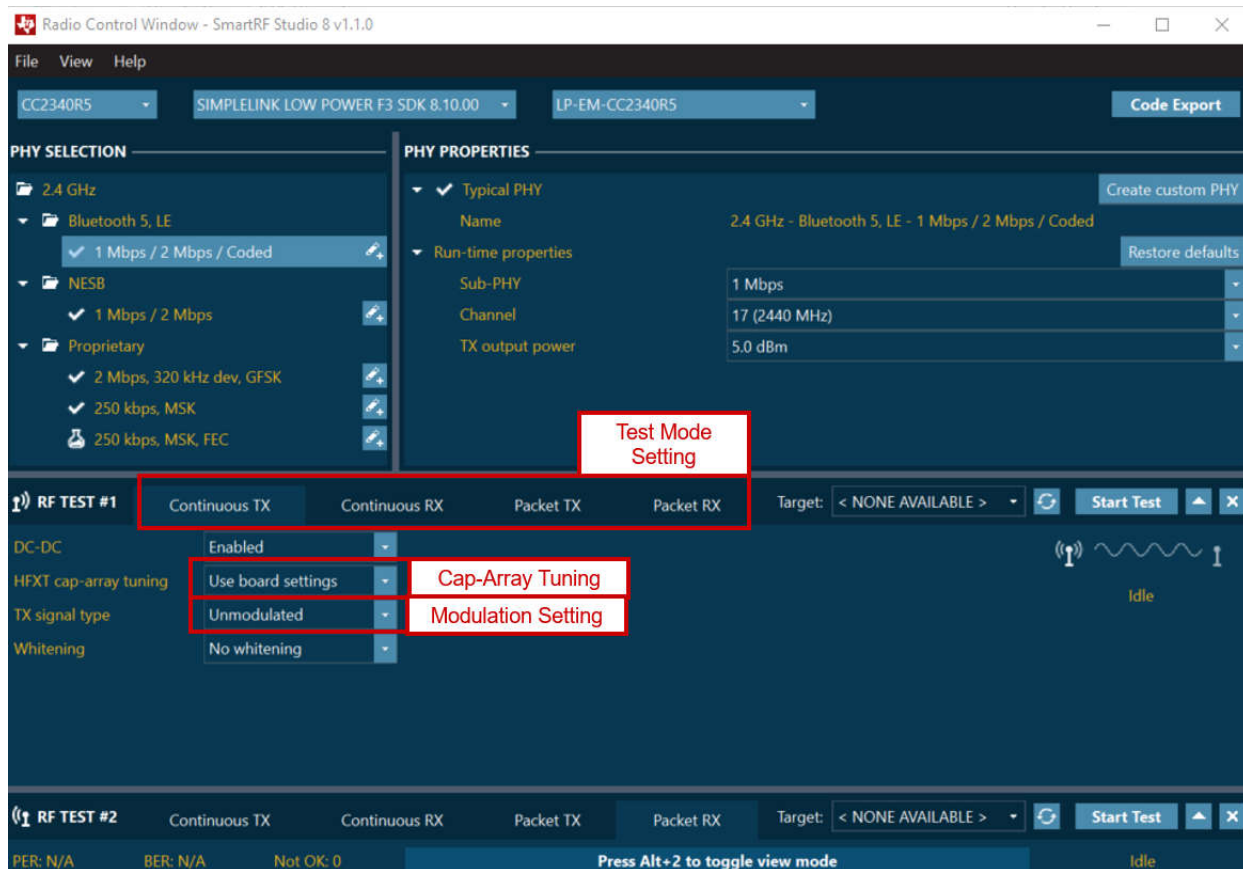 Radio Control Window - SmartRF Studio 8 v1.1.0
File View Help
CC2340R5 SIMPLELINK LOW POWER F3 SDK 8.10.00 LP-EM-CC2340R5 Code Export
PHY SELECTION
2.4 GHz
Bluetooth 5, LE
1 Mbps / 2 Mbps / Coded
NESB
1 Mbps / 2 Mbps
Proprietary
2 Mbps, 320 kHz dev, GFSK
250 kbps, MSK
250 kbps, MSK, FEC
PHY PROPERTIES
Typical PHY Create custom PHY
Name 2.4 GHz - Bluetooth 5, LE - 1 Mbps / 2 Mbps / Coded
Run-time properties Restore defaults
Sub-PHY 1 Mbps
Channel 17 (2440 MHz)
TX output power 5.0 dBm
Test Mode
Setting
RF TEST #1 Continuous TX Continuous RX Packet TX Packet RX Target: < NONE AVAILABLE > Start Test
DC-DC Enabled
HFXT cap-array tuning Use board settings Cap-Array Tuning
TX signal type Unmodulated Modulation Setting
Whitening No whitening
Idle
RF TEST #2 Continuous TX Continuous RX Packet TX Packet RX Target: < NONE AVAILABLE > Start Test
PER: N/A BER: N/A Not OK: 0 Press Alt+2 to toggle view mode Idle